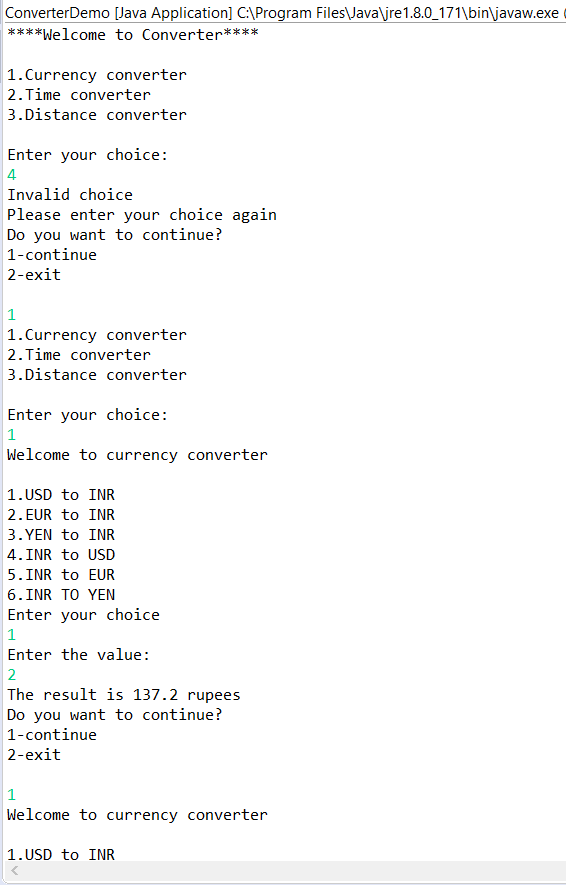 ConverterDemo [Java Application] C:\Program Files\Java\jre1.8.0_171\bin\javaw.exe (
****Welcome to Converter****
1.Currency converter
2.Time converter
3.Distance converter
Enter your choice:
4
Invalid choice
Please enter your choice again
Do you want to continue?
1-continue
2-exit
1
1.Currency converter
2.Time converter
3.Distance converter
Enter your choice:
1
Welcome to currency converter
1.USD to INR
2.EUR to INR
3.YEN to INR
4.INR to USD
5.INR to EUR
6.INR TO YEN
Enter your choice
1
Enter the value:
2
The result is 137.2 rupees
Do you want to continue?
1-continue
2-exit
1
Welcome to currency converter
1.USD to INR